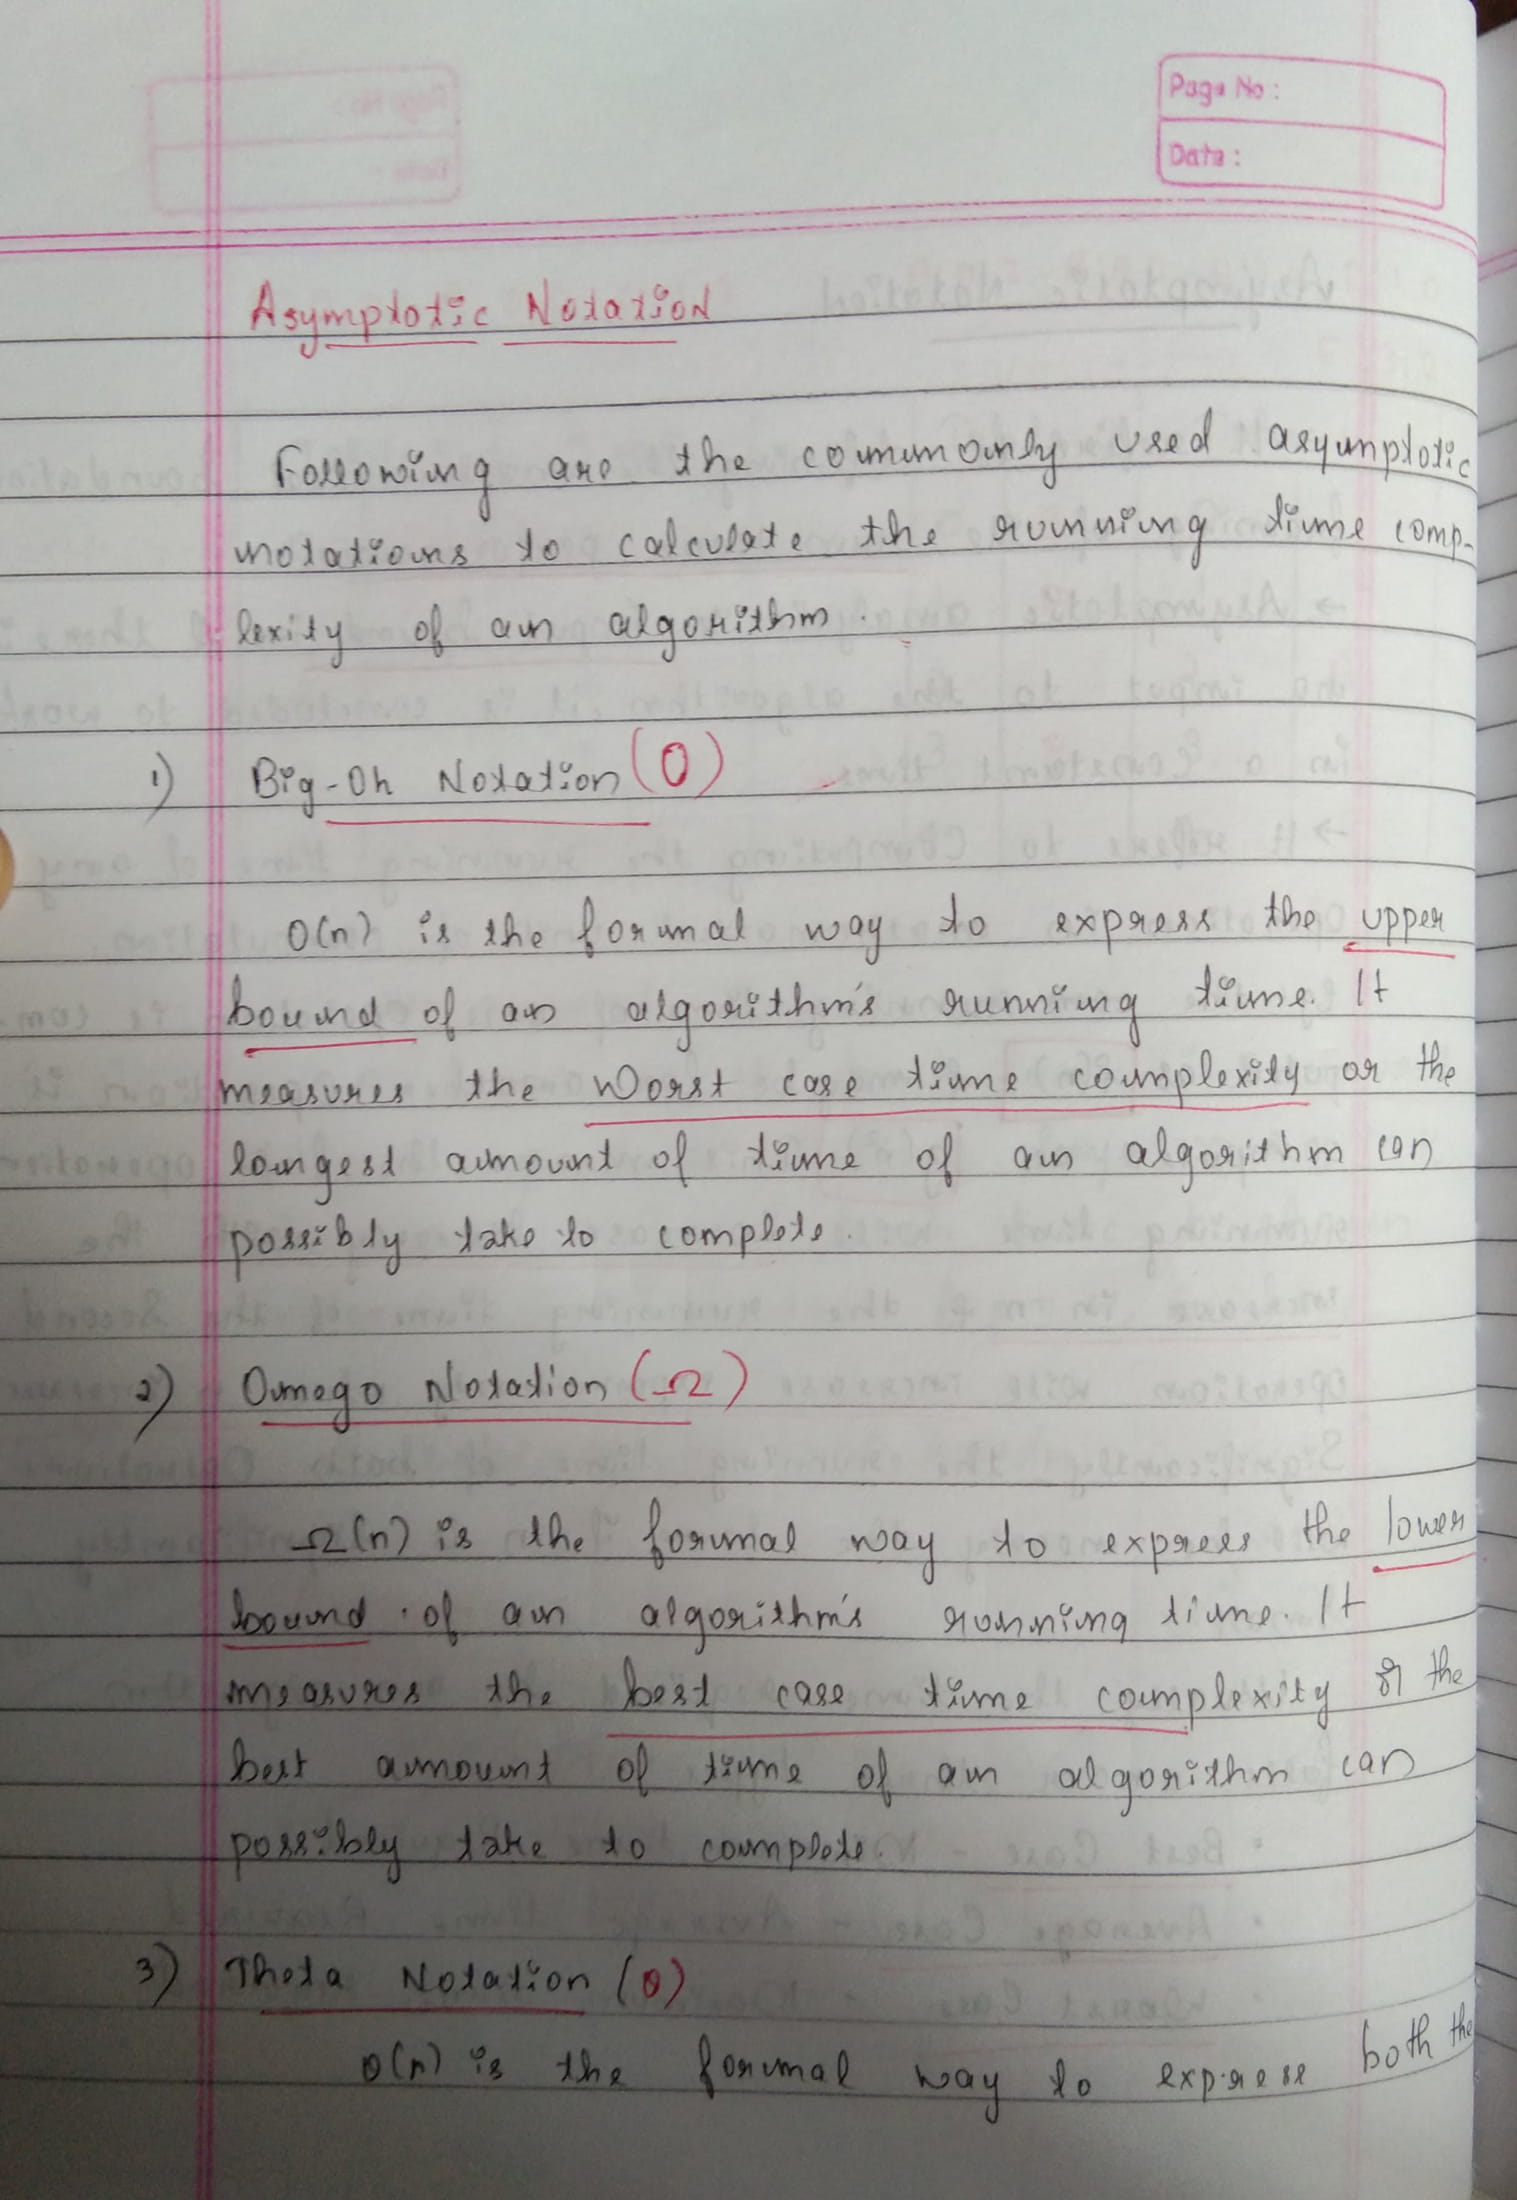 Page No :
Date :
Asymptotic Notation
Following are the commonly used asymptotic
notations to calculate the running time comp-
lexity of an algorithm.
1) Big-Oh Notation (O)
O(n) is the formal way to express the upper
bound of an algorithm's running time. It
measures the worst case time complexity or the
longest amount of time of an algorithm can
possibly take to complete.
2) Omega Notation (Ω)
Ω(n) is the formal way to express the lower
bound of an algorithm's running time. It
measures the best case time complexity or the
best amount of time of an algorithm can
possibly take to complete.
3) Theta Notation (θ)
θ(n) is the formal way to express both the